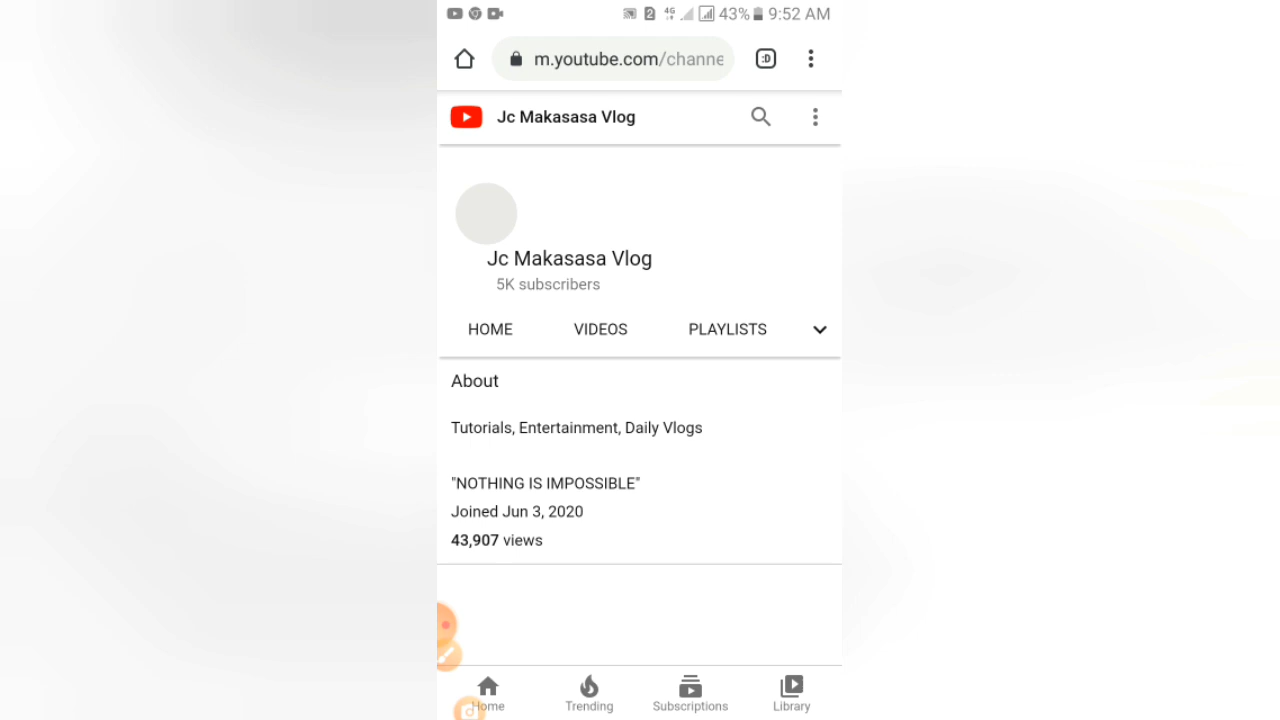 4G 43% 9:52 AM
m.youtube.com/channe :D
Jc Makasasa Vlog
Jc Makasasa Vlog
5K subscribers
HOME VIDEOS PLAYLISTS
About
Tutorials, Entertainment, Daily Vlogs
"NOTHING IS IMPOSSIBLE"
Joined Jun 3, 2020
43,907 views
Home Trending Subscriptions Library